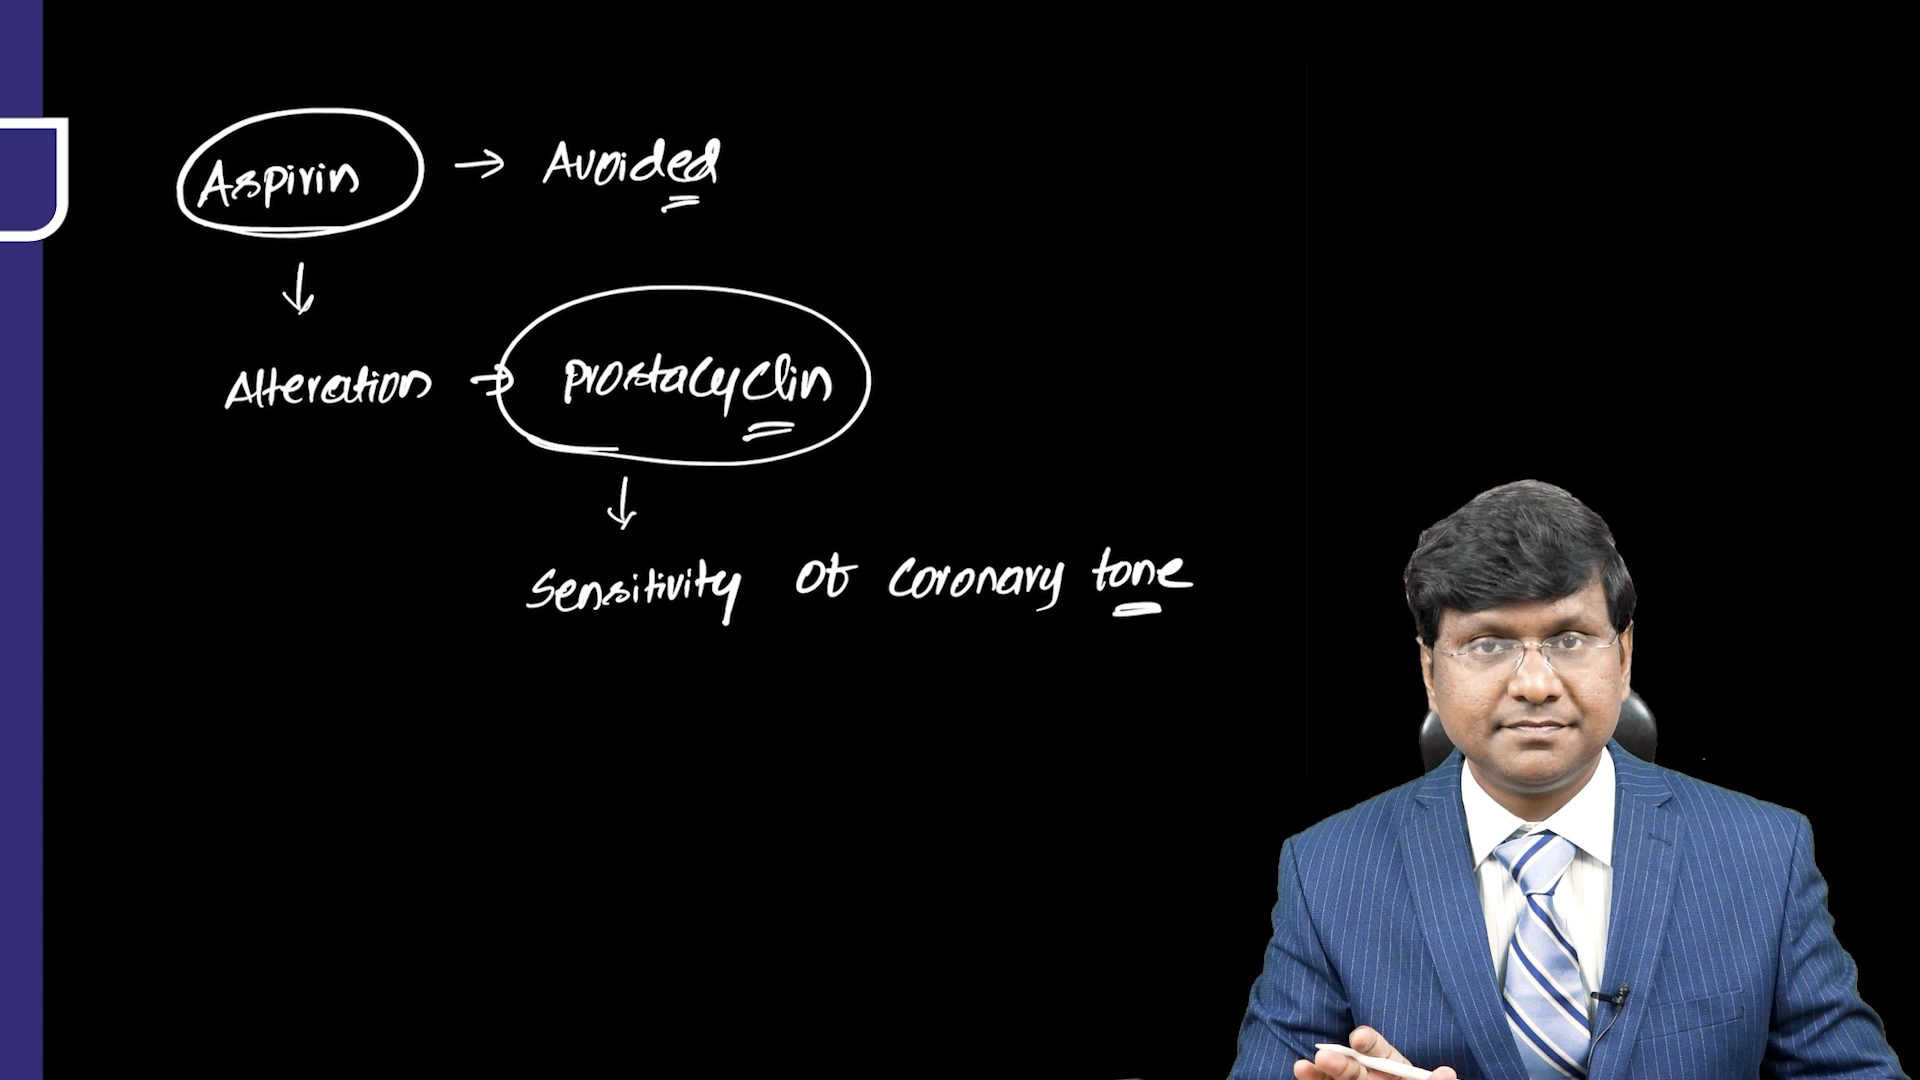 Aspirin → Avoided
↓
Alteration → prostacyclin
↓
Sensitivity of coronary tone